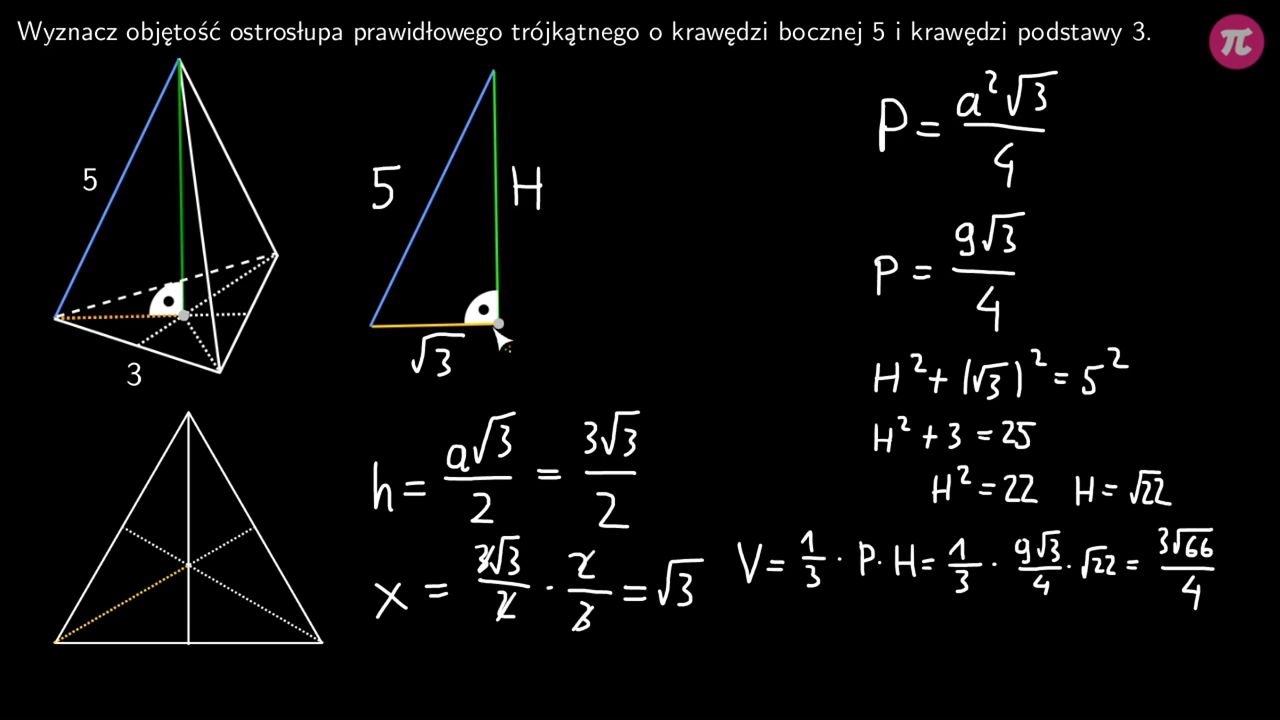 Wyznacz objętość ostrosłupa prawidłowego trójkątnego o krawędzi bocznej 5 i krawędzi podstawy 3.
π
5
3
5
H
√3
P = a²√3/4
P = 9√3/4
H² + (√3)² = 5²
H² + 3 = 25
H² = 22 H = √22
h = a√3/2 = 3√3/2
x = 3√3/2 · 2/3 = √3
V = 1/3 · P · H = 1/3 · 9√3/4 · √22 = 3√66/4